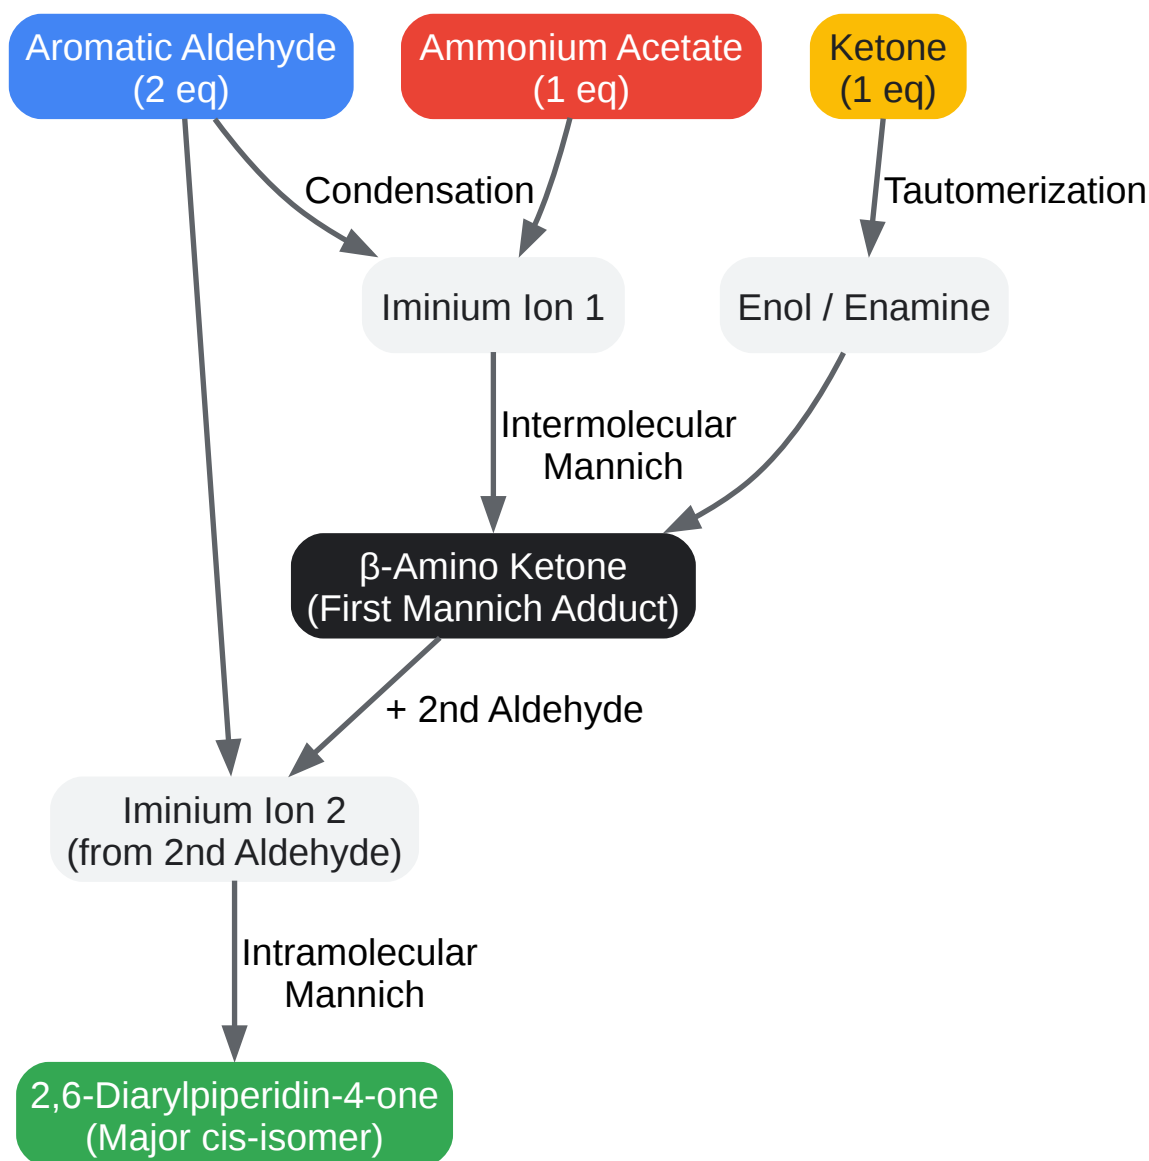 Aromatic Aldehyde
(2 eq)
Ammonium Acetate
(1 eq)
Ketone
(1 eq)
Condensation
Tautomerization
Iminium Ion 1
Enol / Enamine
Intermolecular
Mannich
β-Amino Ketone
(First Mannich Adduct)
+ 2nd Aldehyde
Iminium Ion 2
(from 2nd Aldehyde)
Intramolecular
Mannich
2,6-Diarylpiperidin-4-one
(Major cis-isomer)